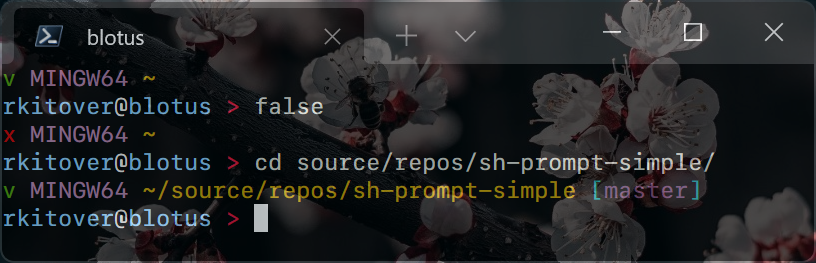 blotus
v MINGW64 ~
rkitover@blotus > false
x MINGW64 ~
rkitover@blotus > cd source/repos/sh-prompt-simple/
v MINGW64 ~/source/repos/sh-prompt-simple [master]
rkitover@blotus >